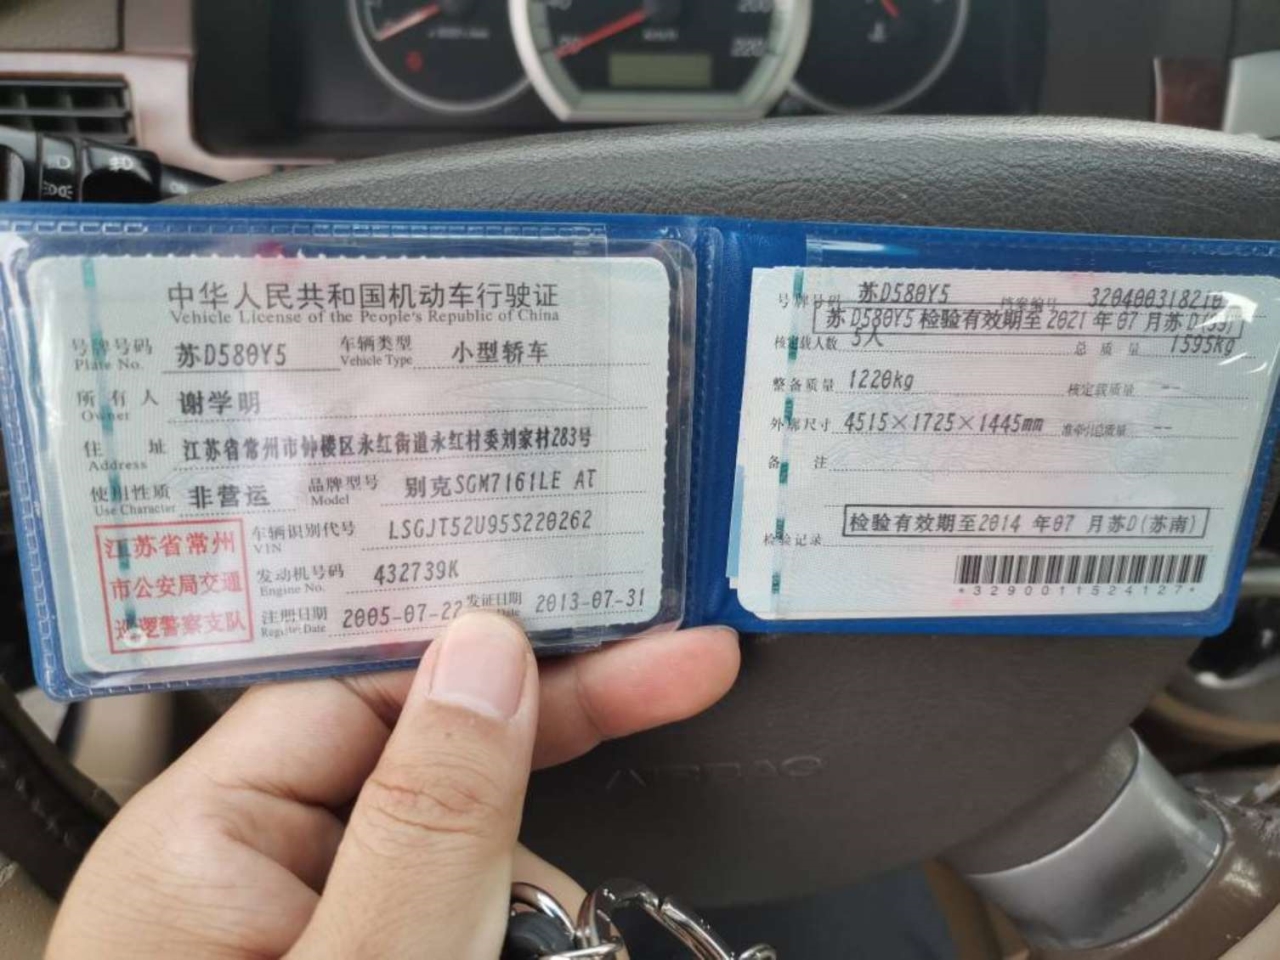 中华人民共和国机动车行驶证
Vehicle License of the People's Republic of China
号牌号码 Plate No. 苏D580Y5 车辆类型 Vehicle Type 小型轿车
所有人 Owner 谢学明
住址 Address 江苏省常州市钟楼区永红街道永红村委刘家村283号
使用性质 Use Character 非营运 品牌型号 Model 别克SGM7161LE AT
江苏省常州
市公安局交通
巡逻警察支队
车辆识别代号 VIN LSGJT52U95S220262
发动机号码 Engine No. 432739K
注册日期 Register Date 2005-07-22 发证日期 Date 2013-07-31
号牌号码 苏D580Y5 档案编号 320400318210
苏D580Y5 检验有效期至2021年07月苏D(99)
核定载人数 5人 总质量 1595kg
整备质量 1220kg 核定载质量 --
外廓尺寸 4515×1725×1445mm 准牵引总质量 --
备注
检验记录 检验有效期至2014年07月苏D(苏南)
*3290011524127*
200
220
ON